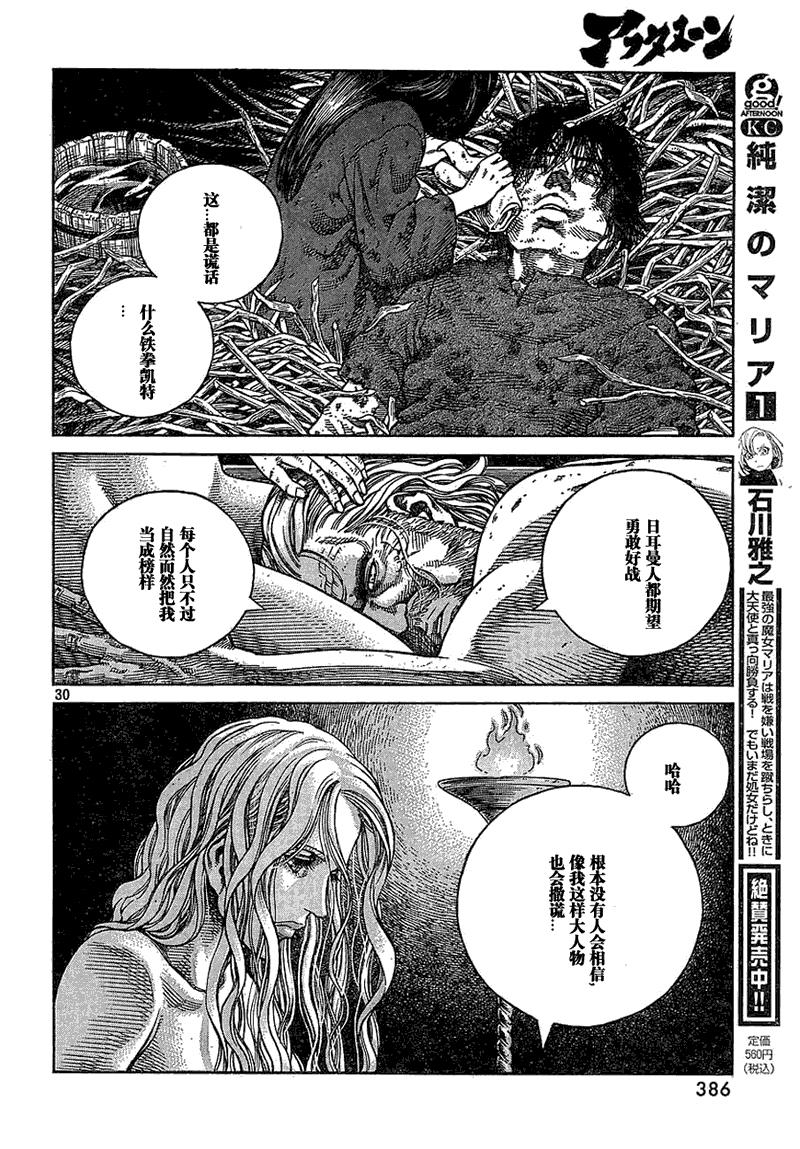 アフタヌーン
good!
AFTERNOON
KC
純潔のマリア1
石川雅之
最強の魔女マリアは戦を嫌い戦場を蹴ちらし、ときに
大天使と真っ向勝負する! でもいまだ処女だけどね!!
絶賛発売中!!
定価
560円
(税込)
这…都是谎话
什么铁拳凯特
…
日耳曼人都期望
勇敢好战
每个人只不过
自然而然把我
当成榜样
30
哈哈
根本没有人会相信,
像我这样大人物
也会撒谎…
386